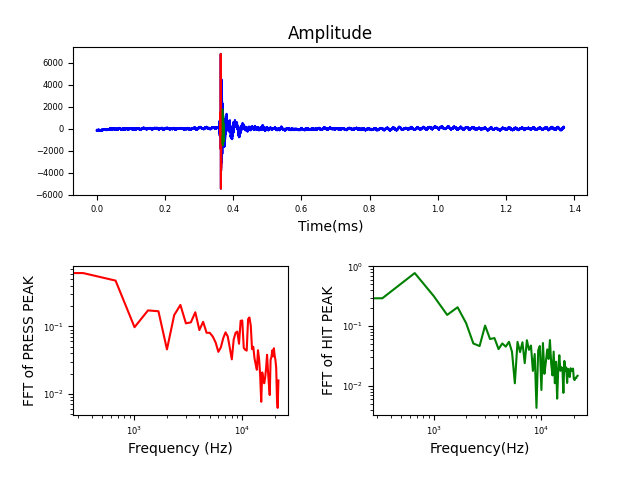 Amplitude
6000
4000
2000
0
−2000
−4000
−6000
0.0 0.2 0.4 0.6 0.8 1.0 1.2 1.4
Time(ms)
FFT of PRESS PEAK
10⁻¹
10⁻²
10³ 10⁴
Frequency (Hz)
FFT of HIT PEAK
10⁰
10⁻¹
10⁻²
10³ 10⁴
Frequency(Hz)